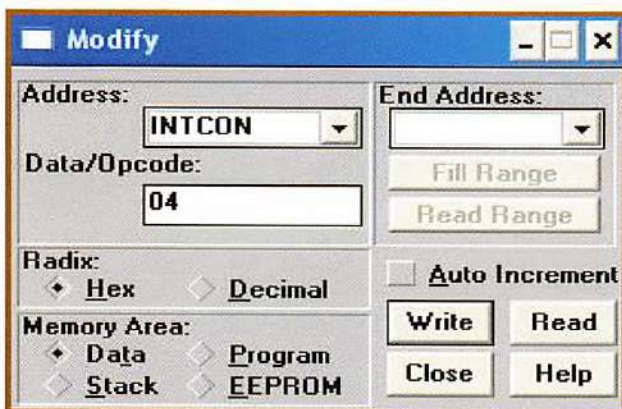 Modify
Address:
INTCON
End Address:
Data/Opcode:
04
Fill Range
Read Range
Radix:
Hex Decimal
Auto Increment
Memory Area:
Data Program
Stack EEPROM
Write Read
Close Help